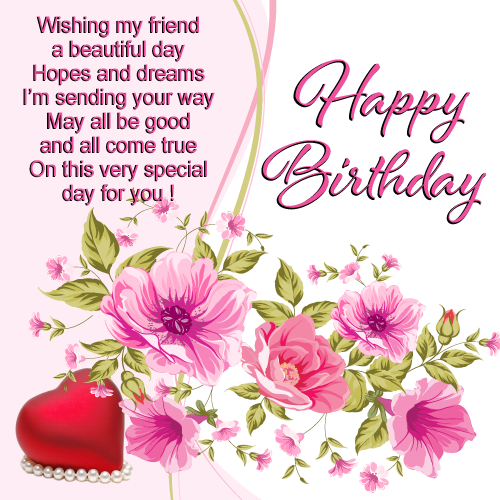 Wishing my friend
a beautiful day
Hopes and dreams
I'm sending your way
May all be good
and all come true
On this very special
day for you !
Happy
Birthday